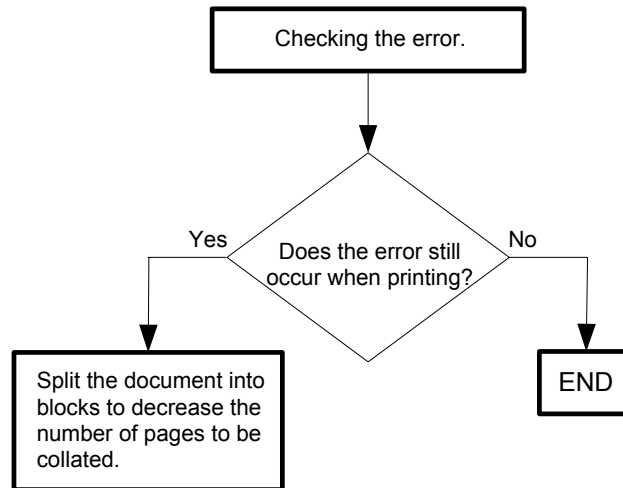 Checking the error.
Yes
No
Does the error still
occur when printing?
Split the document into
blocks to decrease the
number of pages to be
collated.
END